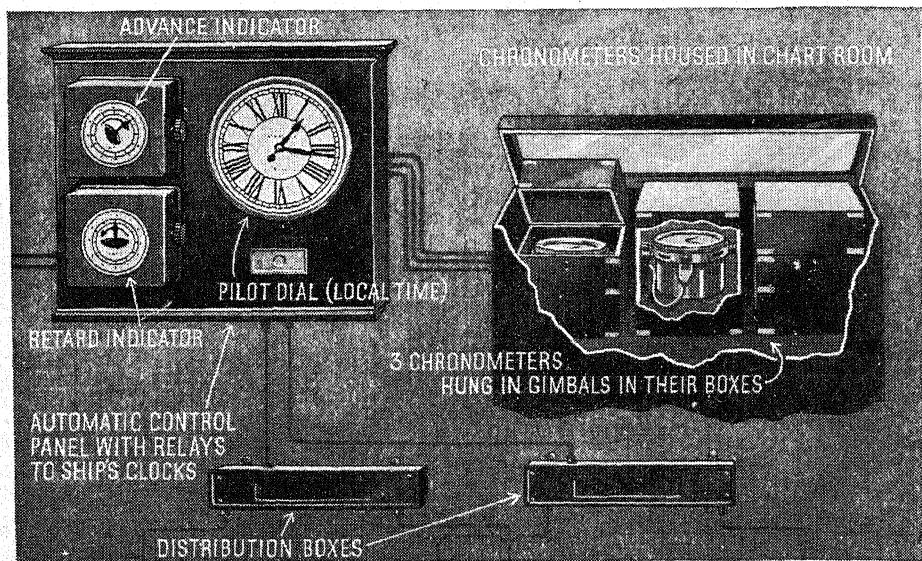 ADVANCE INDICATOR
CHRONOMETERS HOUSED IN CHART ROOM
PILOT DIAL (LOCAL TIME)
RETARD INDICATOR
3 CHRONOMETERS
HUNG IN GIMBALS IN THEIR BOXES
AUTOMATIC CONTROL
PANEL WITH RELAYS
TO SHIP'S CLOCKS
DISTRIBUTION BOXES